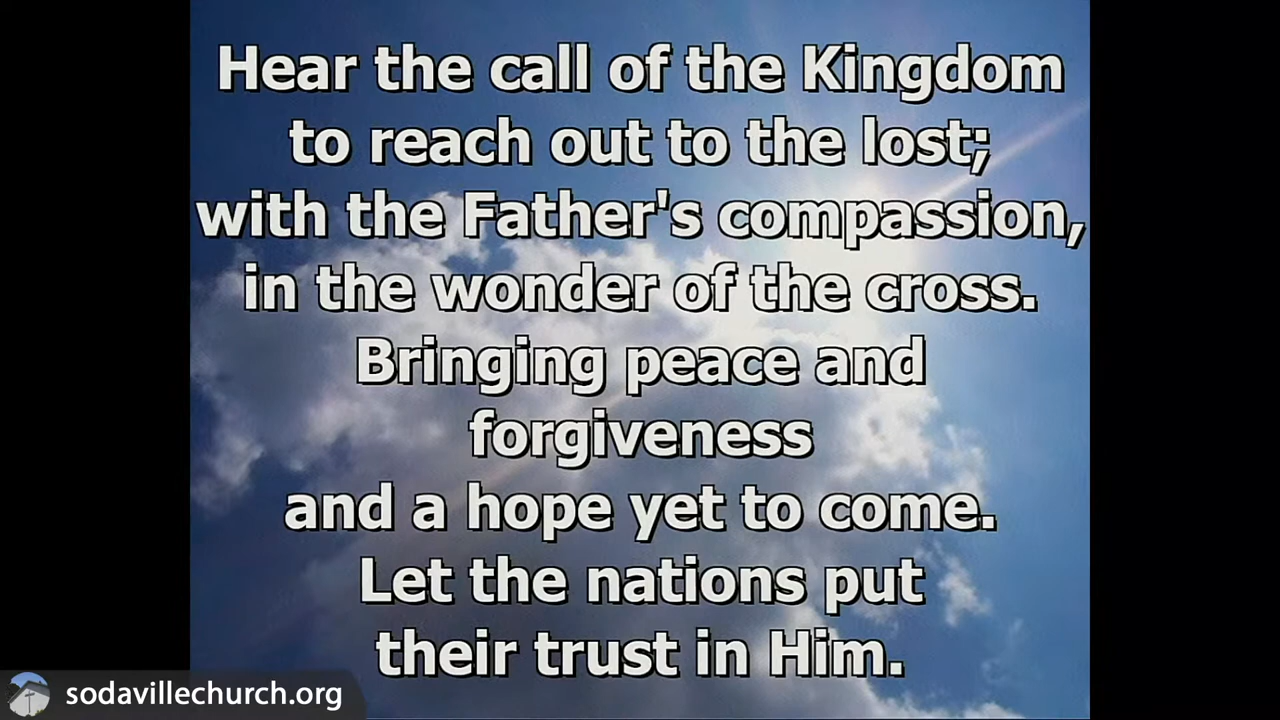 Hear the call of the Kingdom
to reach out to the lost;
with the Father's compassion,
in the wonder of the cross.
Bringing peace and
forgiveness
and a hope yet to come.
Let the nations put
their trust in Him.
sodavillechurch.org